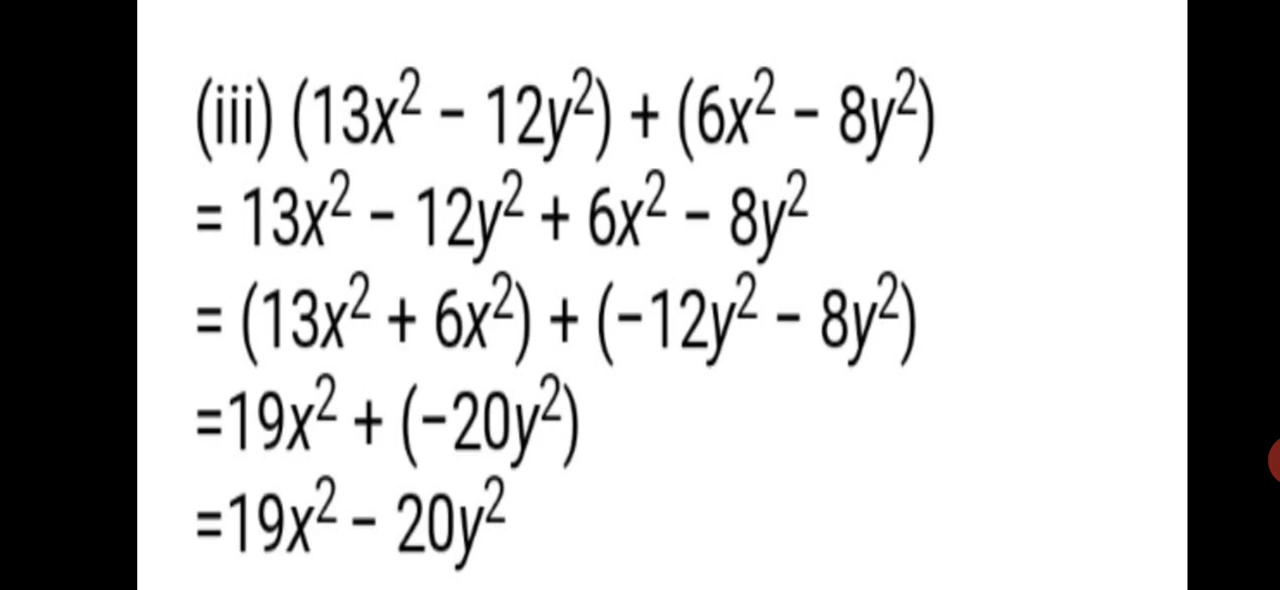 (iii) (13x² − 12y²) + (6x² − 8y²)
= 13x² − 12y² + 6x² − 8y²
= (13x² + 6x²) + (−12y² − 8y²)
=19x² + (−20y²)
=19x² − 20y²